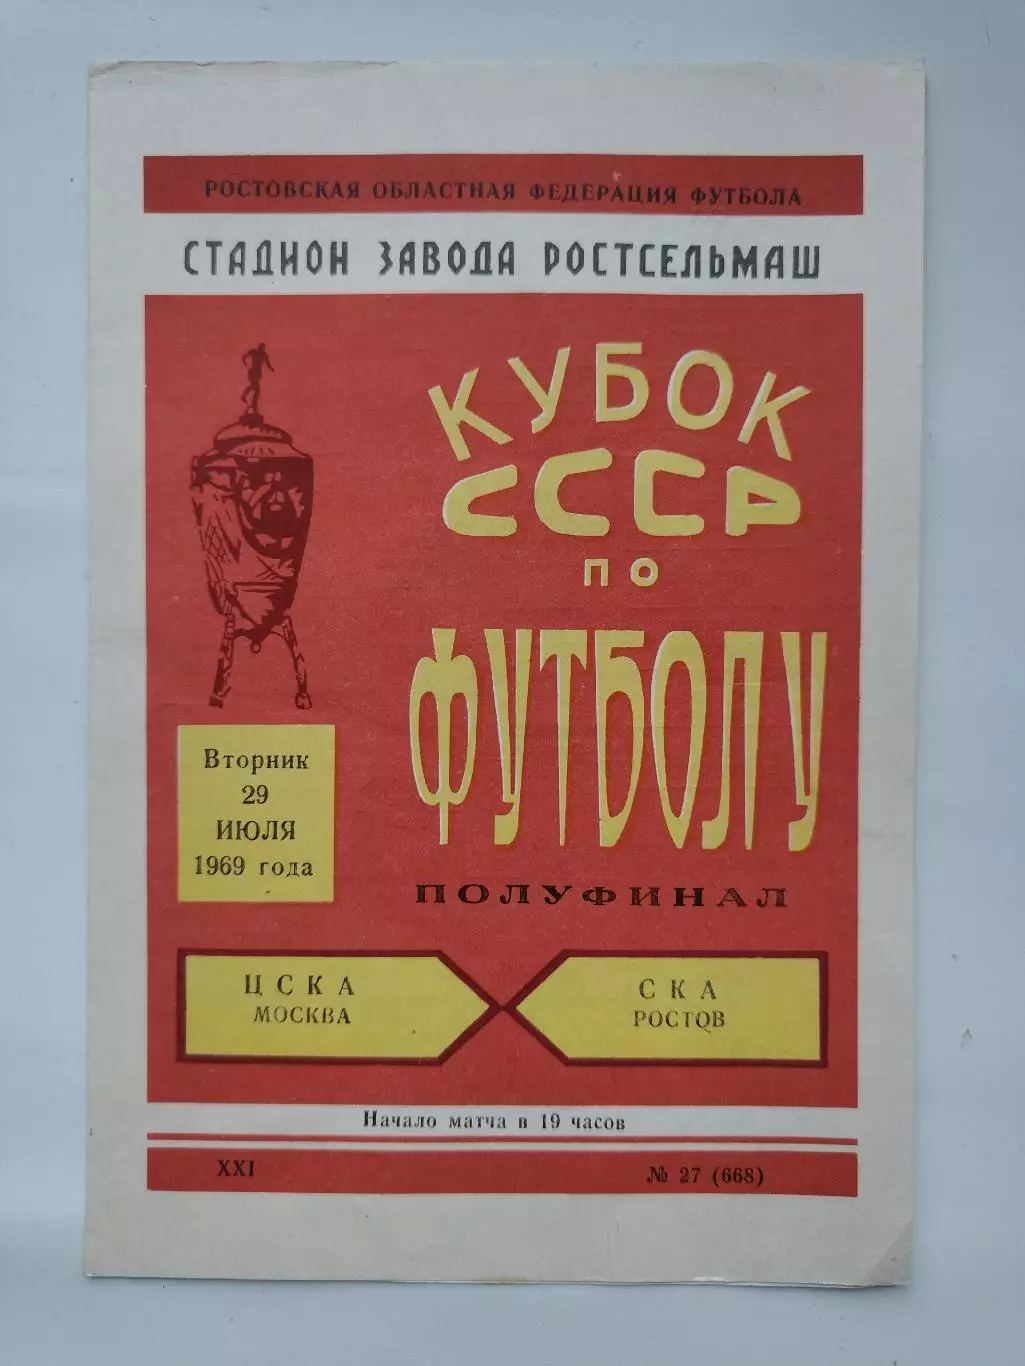 РОСТОВСКАЯ ОБЛАСТНАЯ ФЕДЕРАЦИЯ ФУТБОЛА
СТАДИОН ЗАВОДА РОСТСЕЛЬМАШ
КУБОК
СССР
ПО
ФУТБОЛУ
ПОЛУФИНАЛ
Вторник
29
ИЮЛЯ
1969 года
ЦСКА
МОСКВА
СКА
РОСТОВ
Начало матча в 19 часов
XXI
№ 27 (668)